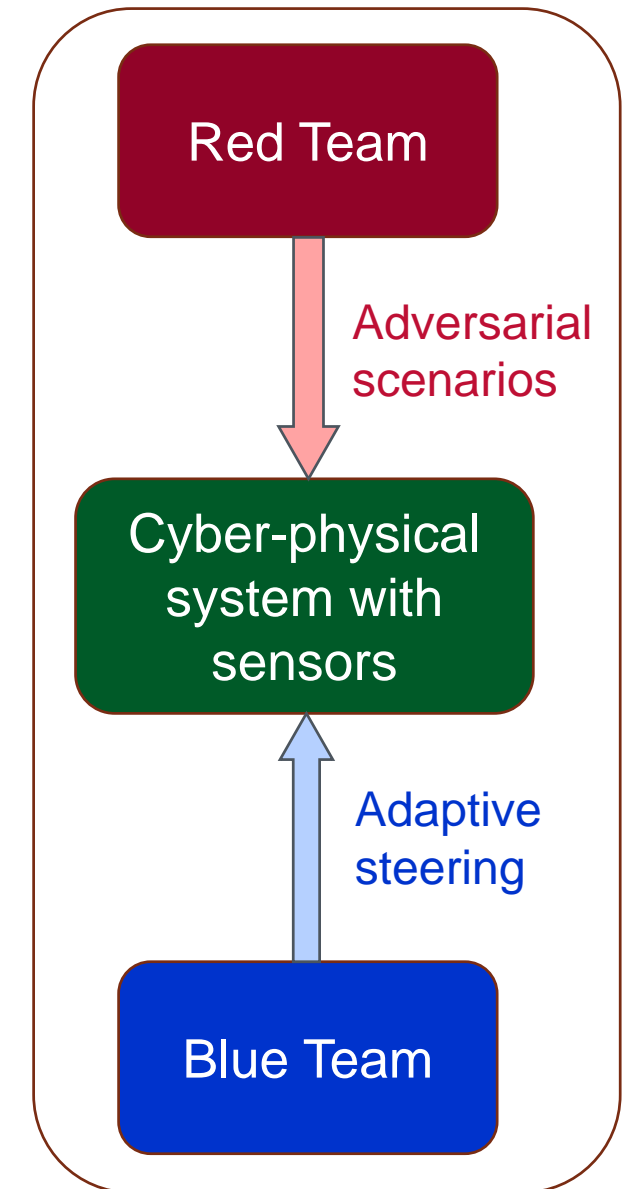 Red Team
Adversarial
scenarios
Cyber-physical
system with
sensors
Adaptive
steering
Blue Team